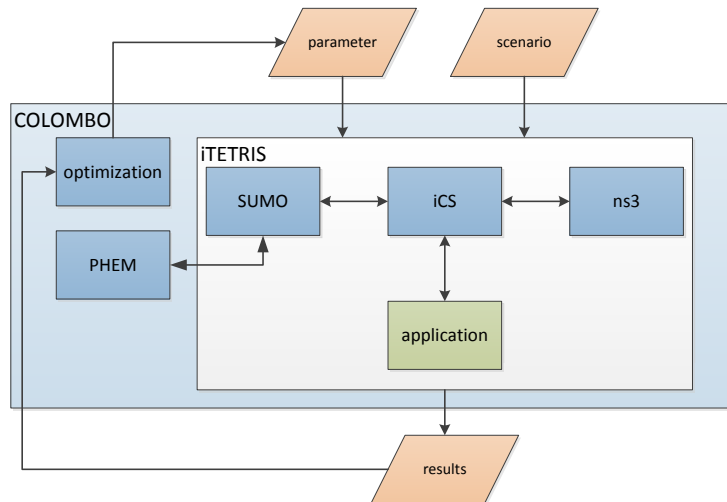 parameter
scenario
COLOMBO
optimization
iTETRIS
SUMO
iCS
ns3
PHEM
application
results